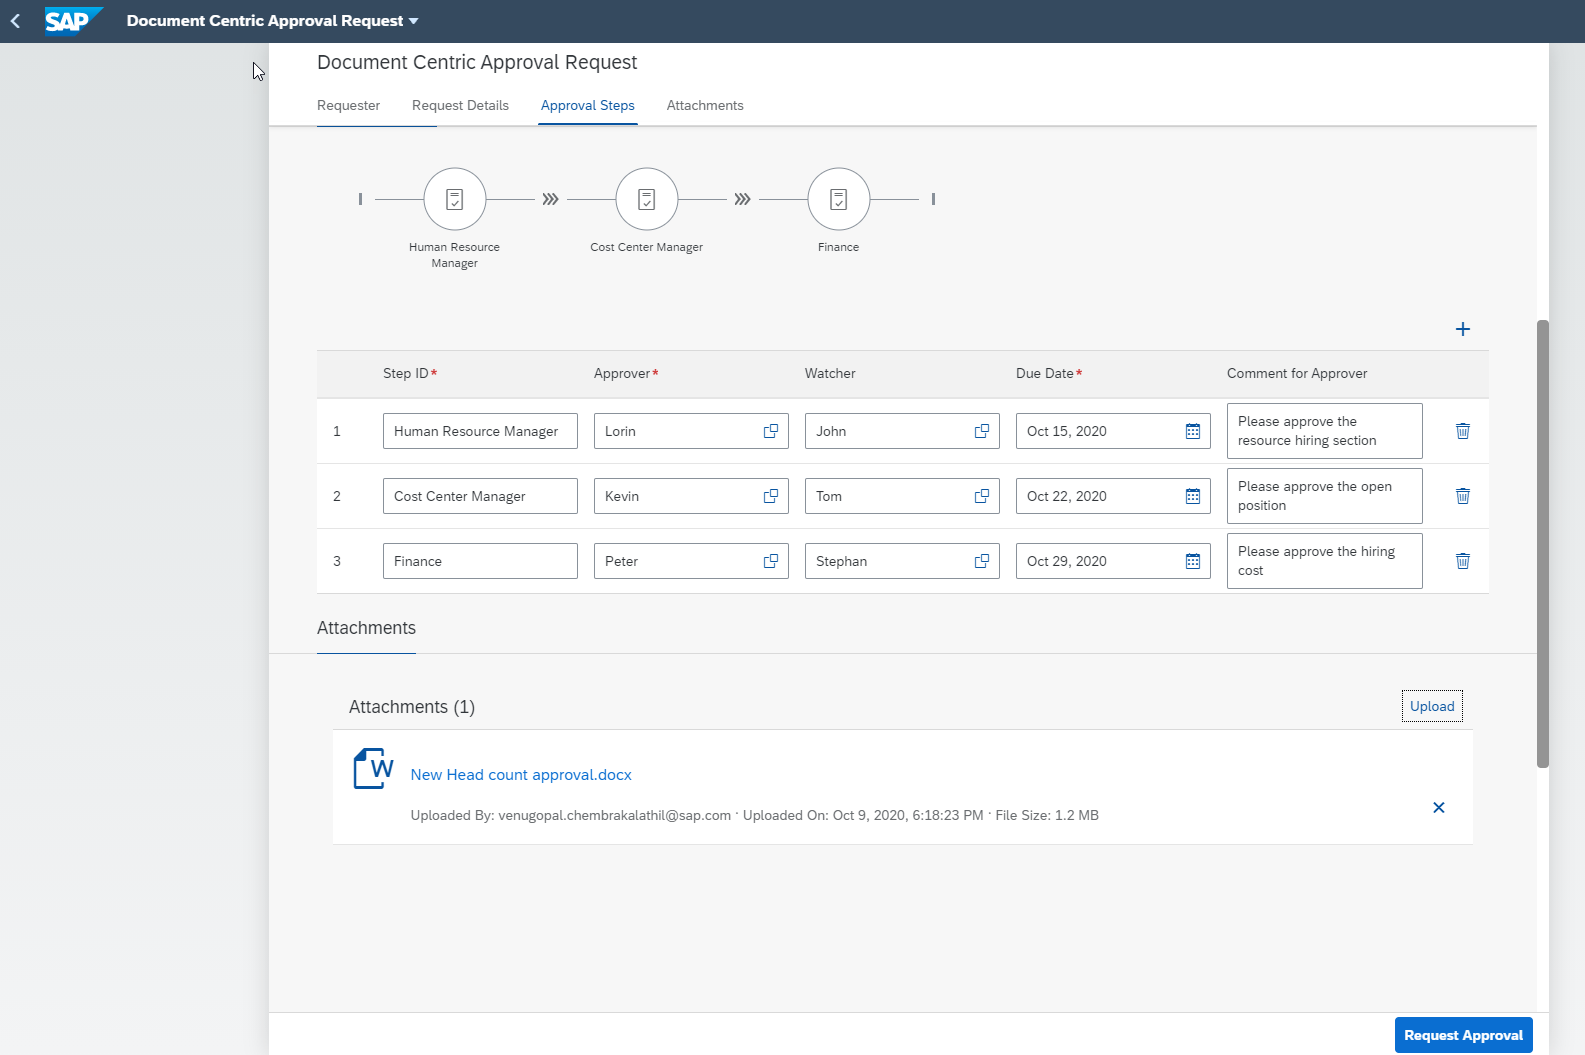 SAP Document Centric Approval Request
Document Centric Approval Request
Requester Request Details Approval Steps Attachments
Human Resource
Manager
Cost Center Manager
Finance
Step ID* Approver* Watcher Due Date* Comment for Approver
1 Human Resource Manager Lorin John Oct 15, 2020 Please approve the
resource hiring section
2 Cost Center Manager Kevin Tom Oct 22, 2020 Please approve the open
position
3 Finance Peter Stephan Oct 29, 2020 Please approve the hiring
cost
Attachments
Attachments (1) Upload
W
New Head count approval.docx
Uploaded By: venugopal.chembrakalathil@sap.com · Uploaded On: Oct 9, 2020, 6:18:23 PM · File Size: 1.2 MB
Request Approval